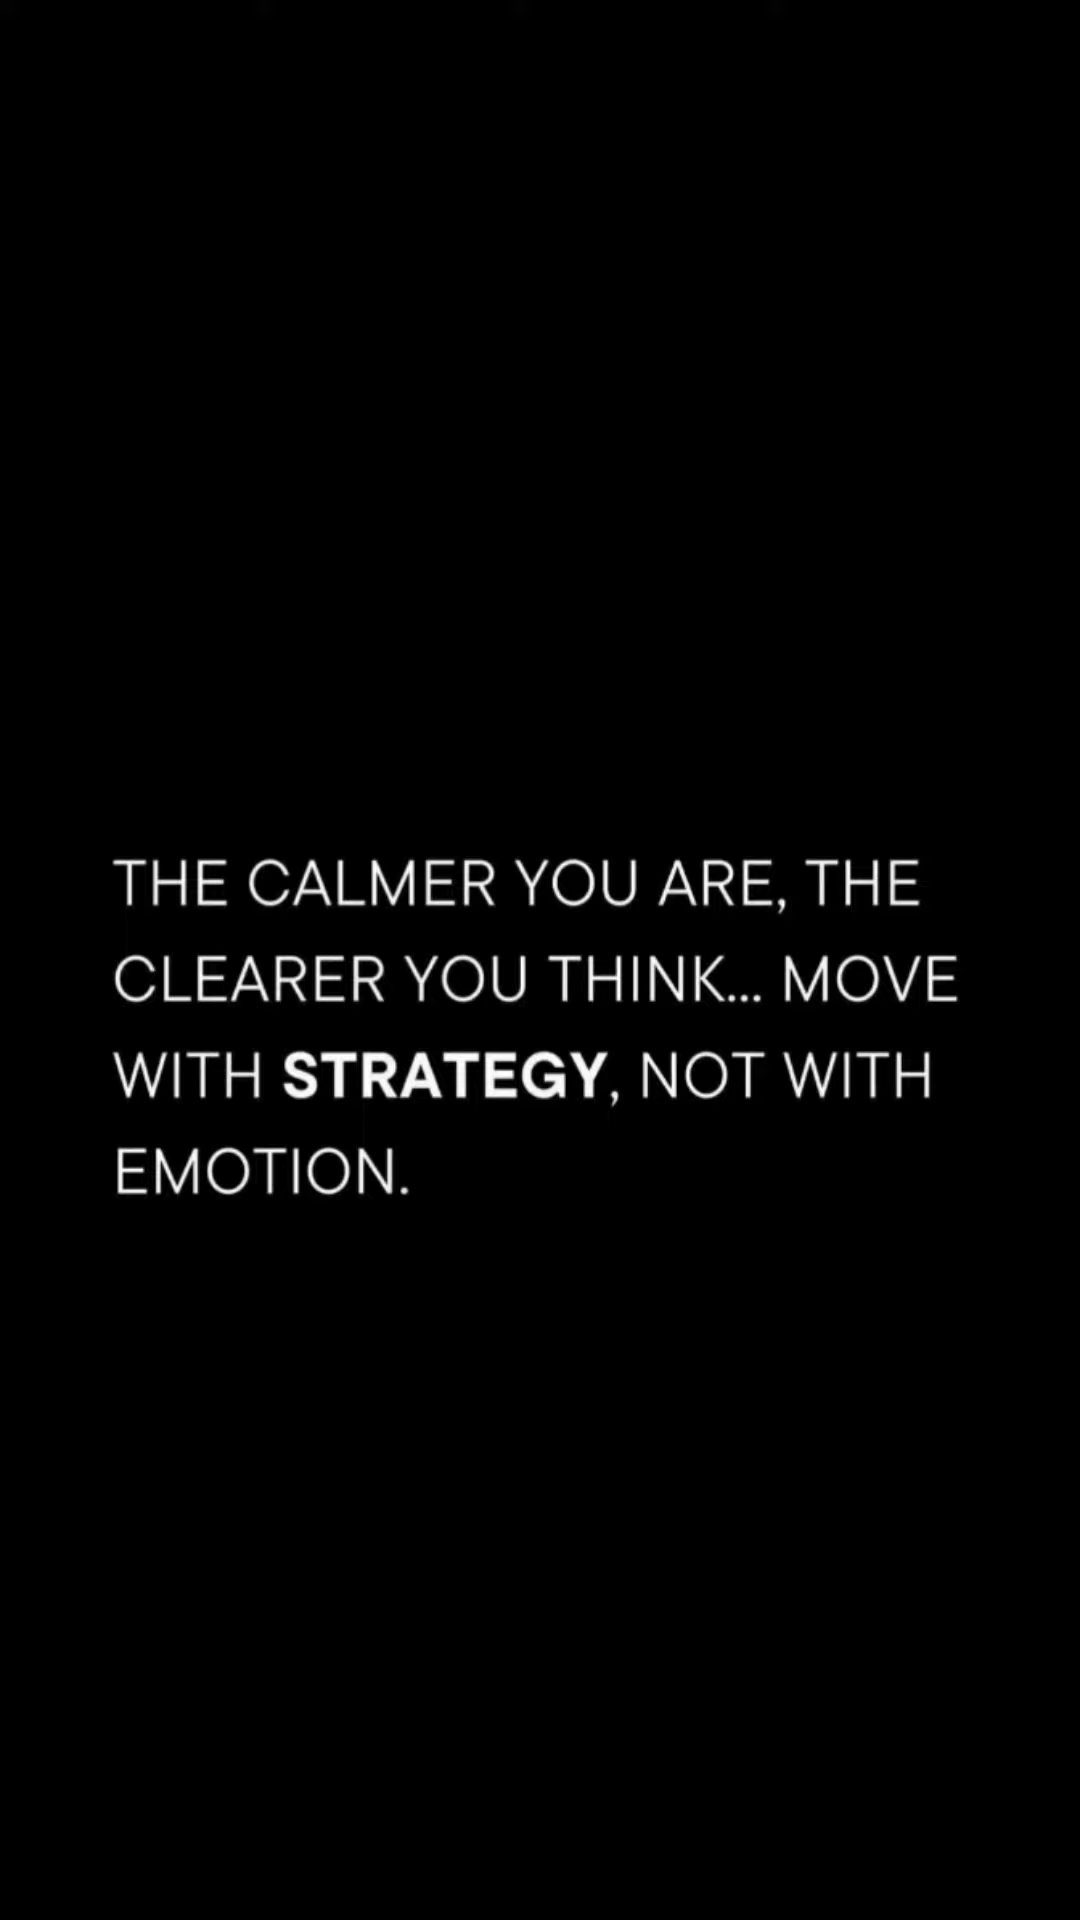 THE CALMER YOU ARE, THE
CLEARER YOU THINK... MOVE
WITH STRATEGY, NOT WITH
EMOTION.